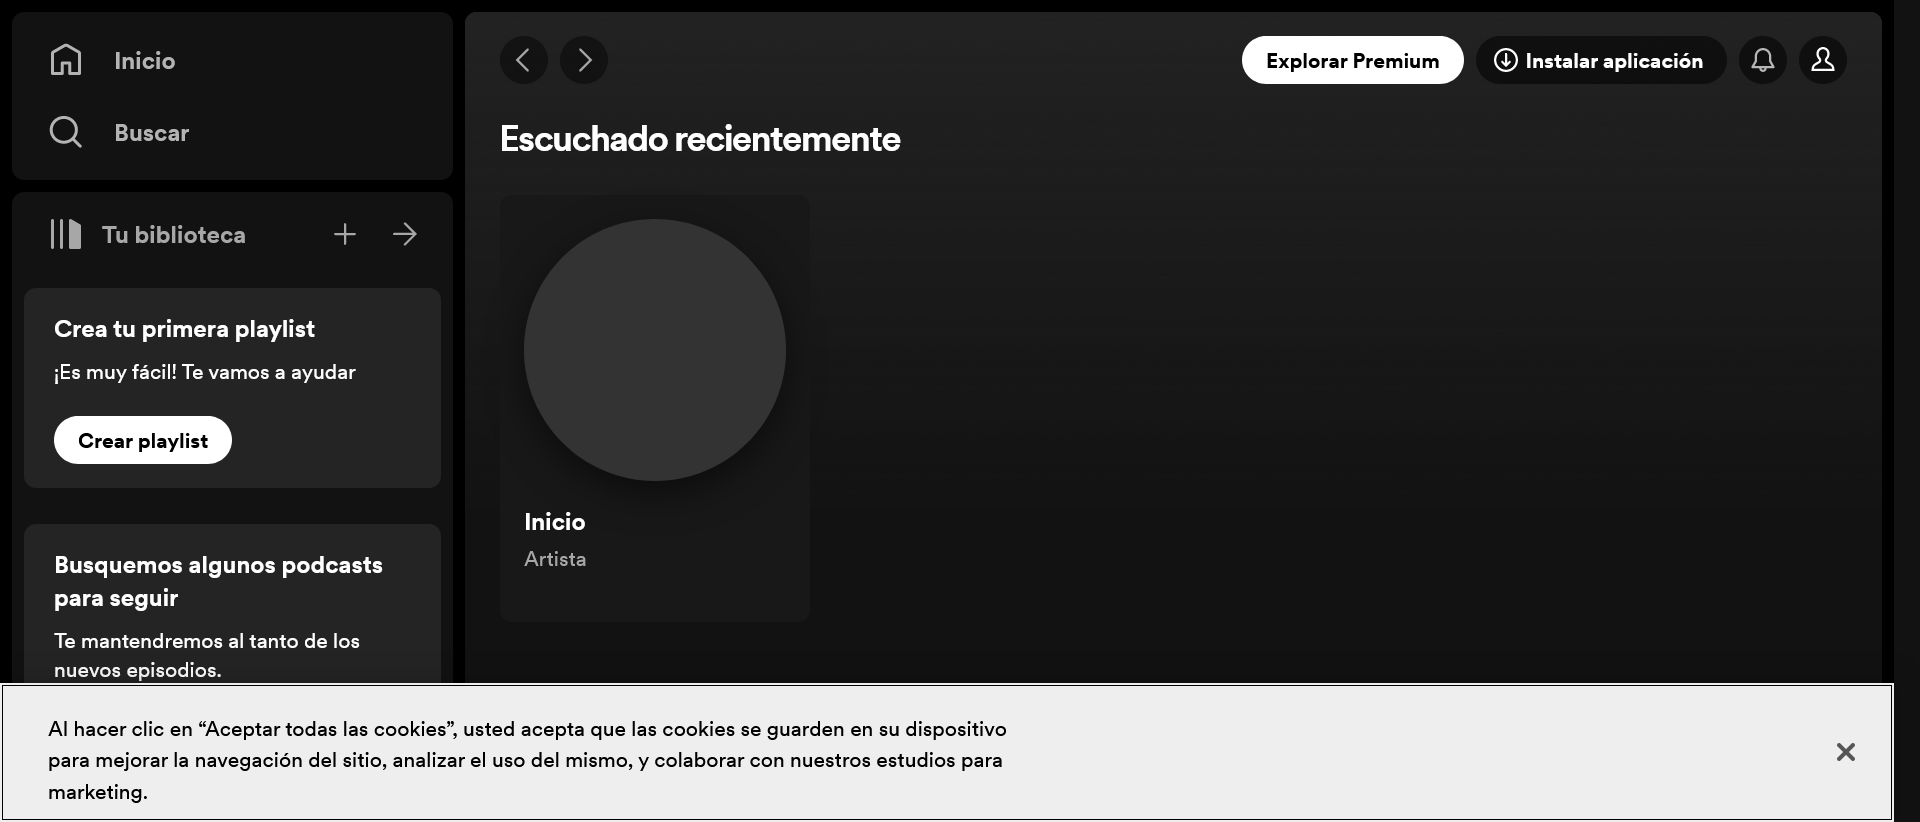 Inicio
Buscar
Tu biblioteca
Crea tu primera playlist
¡Es muy fácil! Te vamos a ayudar
Crear playlist
Busquemos algunos podcasts
para seguir
Te mantendremos al tanto de los
nuevos episodios.
Explorar Premium
Instalar aplicación
Escuchado recientemente
Inicio
Artista
Al hacer clic en “Aceptar todas las cookies”, usted acepta que las cookies se guarden en su dispositivo
para mejorar la navegación del sitio, analizar el uso del mismo, y colaborar con nuestros estudios para
marketing.